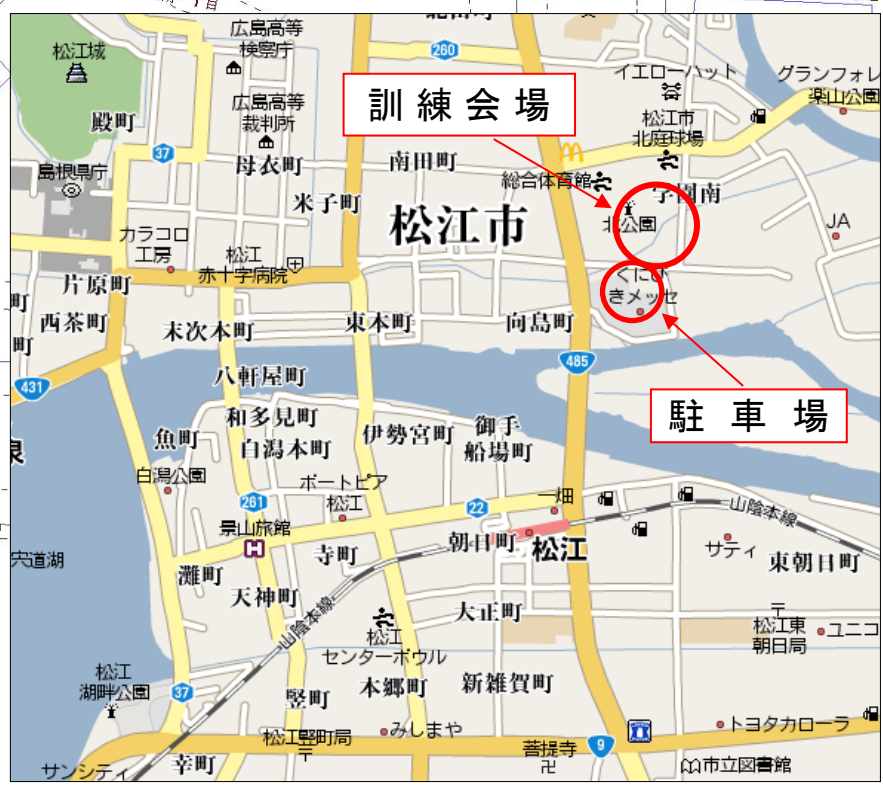 広島高等
検察庁
260
松江城
イエローハット
グランフォレ
楽山公園
訓練会場
広島高等
裁判所
殿町
松江市
北庭球場
37
母衣町
南田町
島根県庁
総合体育館
学園南
米子町
松江市
北公園
JA
カラコロ
工房
松江
赤十字病院
くにび
きメッセ
片原町
町
西茶町
末次本町
東本町
向島町
町
485
八軒屋町
431
駐車場
和多見町
魚町
白潟本町
伊勢宮町
御手
船場町
泉
白潟公園
ボートピア
松江
261
22
一畑
山陰本線
景山旅館
朝日町
松江
サティ
東朝日町
宍道湖
寺町
灘町
天神町
大正町
山陰本線
松江
センターボウル
松江東
朝日局
ユニコ
松江
湖畔公園
37
竪町
本郷町
新雑賀町
みしまや
トヨタカローラ
松江竪町局
菩提寺
9
サンシティ
幸町
市立図書館